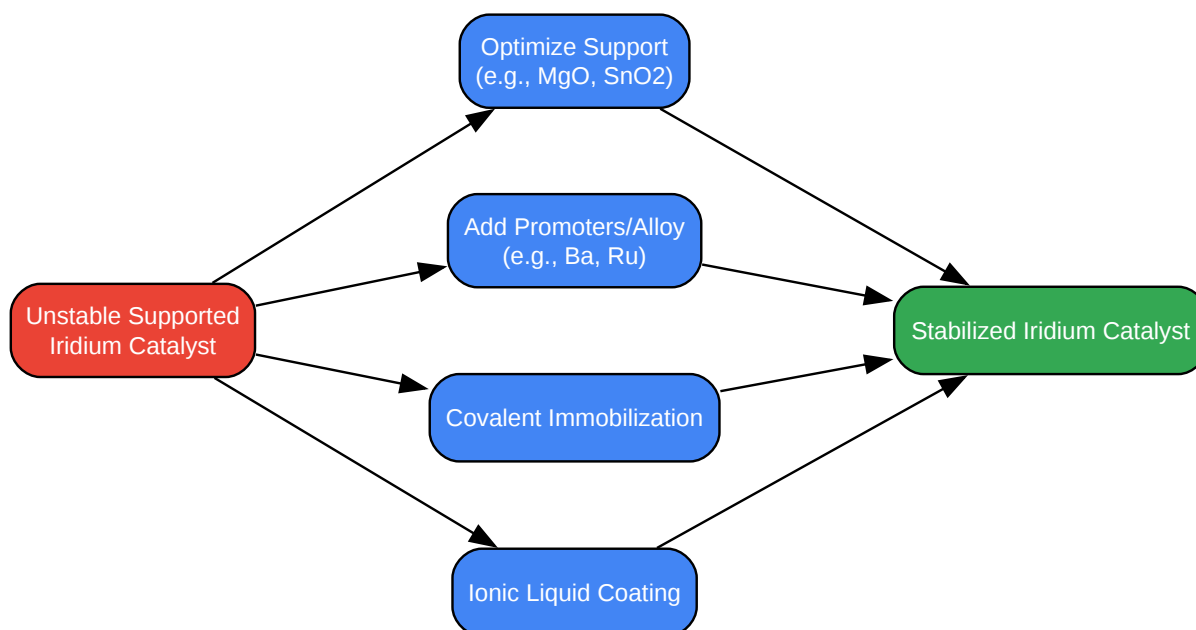 Optimize Support
(e.g., MgO, SnO2)
Add Promoters/Alloy
(e.g., Ba, Ru)
Unstable Supported
Iridium Catalyst
Stabilized Iridium Catalyst
Covalent Immobilization
Ionic Liquid Coating